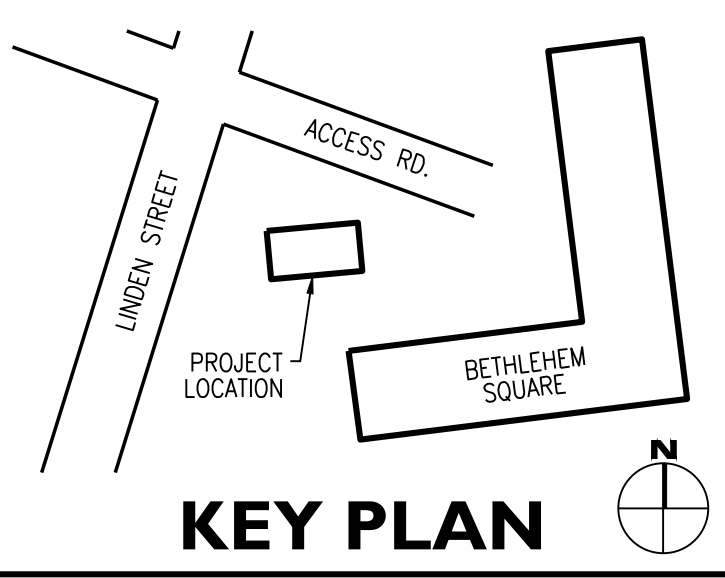 ACCESS RD.
LINDEN STREET
PROJECT
LOCATION
BETHLEHEM
SQUARE
N
KEY PLAN